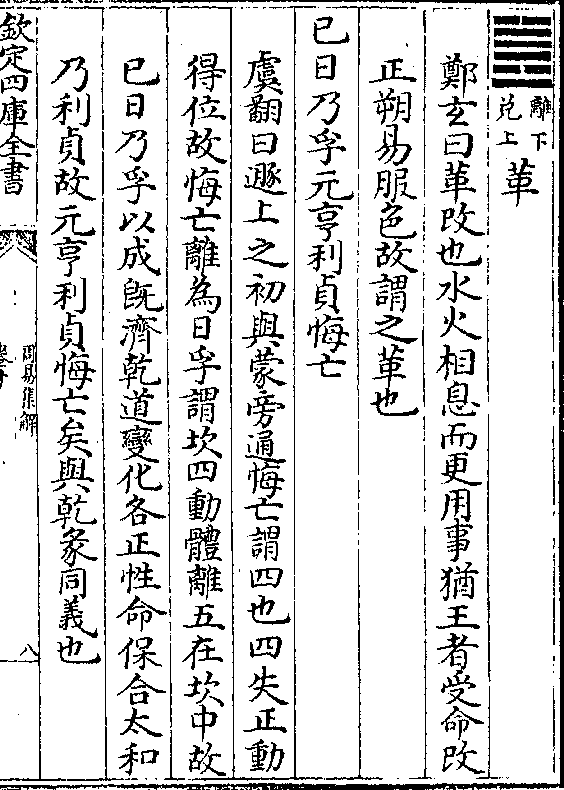 離下
兌上
革
鄭玄曰革改也水火相息而更用事猶王者受命改
正朔易服色故謂之革也
已日乃孚元亨利貞悔亡
虞翻曰遯上之初與蒙旁通悔亡謂四也四失正動
得位故悔亡離為日孚謂坎四動體離五在坎中故
已日乃孚以成旣濟乾道變化各正性命保合太和
乃利貞故元亨利貞悔亡矣與乾彖同義也
欽定四庫全書
周易集解
八